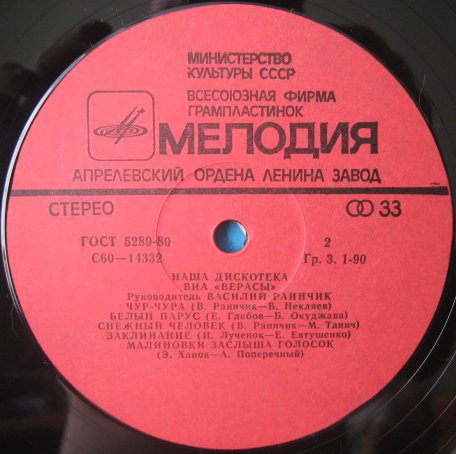 МИНИСТЕРСТВО
КУЛЬТУРЫ СССР
ВСЕСОЮЗНАЯ ФИРМА
ГРАМПЛАСТИНОК
МЕЛОДИЯ
АПРЕЛЕВСКИЙ ОРДЕНА ЛЕНИНА ЗАВОД
СТЕРЕО 33
ГОСТ 5289-80 2
С60—14332 Гр. 3. 1-90
НАША ДИСКОТЕКА
ВИА «ВЕРАСЫ»
Руководитель ВАСИЛИЙ РАИНЧИК
ЧУР-ЧУРА (В. Раинчик—В. Некляев)
БЕЛЫЙ ПАРУС (Е. Глебов—Б. Окуджава)
СНЕЖНЫЙ ЧЕЛОВЕК (В. Раинчик—М. Танич)
ЗАКЛИНАНИЕ (И. Лученок—Е. Евтушенко)
МАЛИНОВКИ ЗАСЛЫША ГОЛОСОК
(Э. Ханок—А. Поперечный)